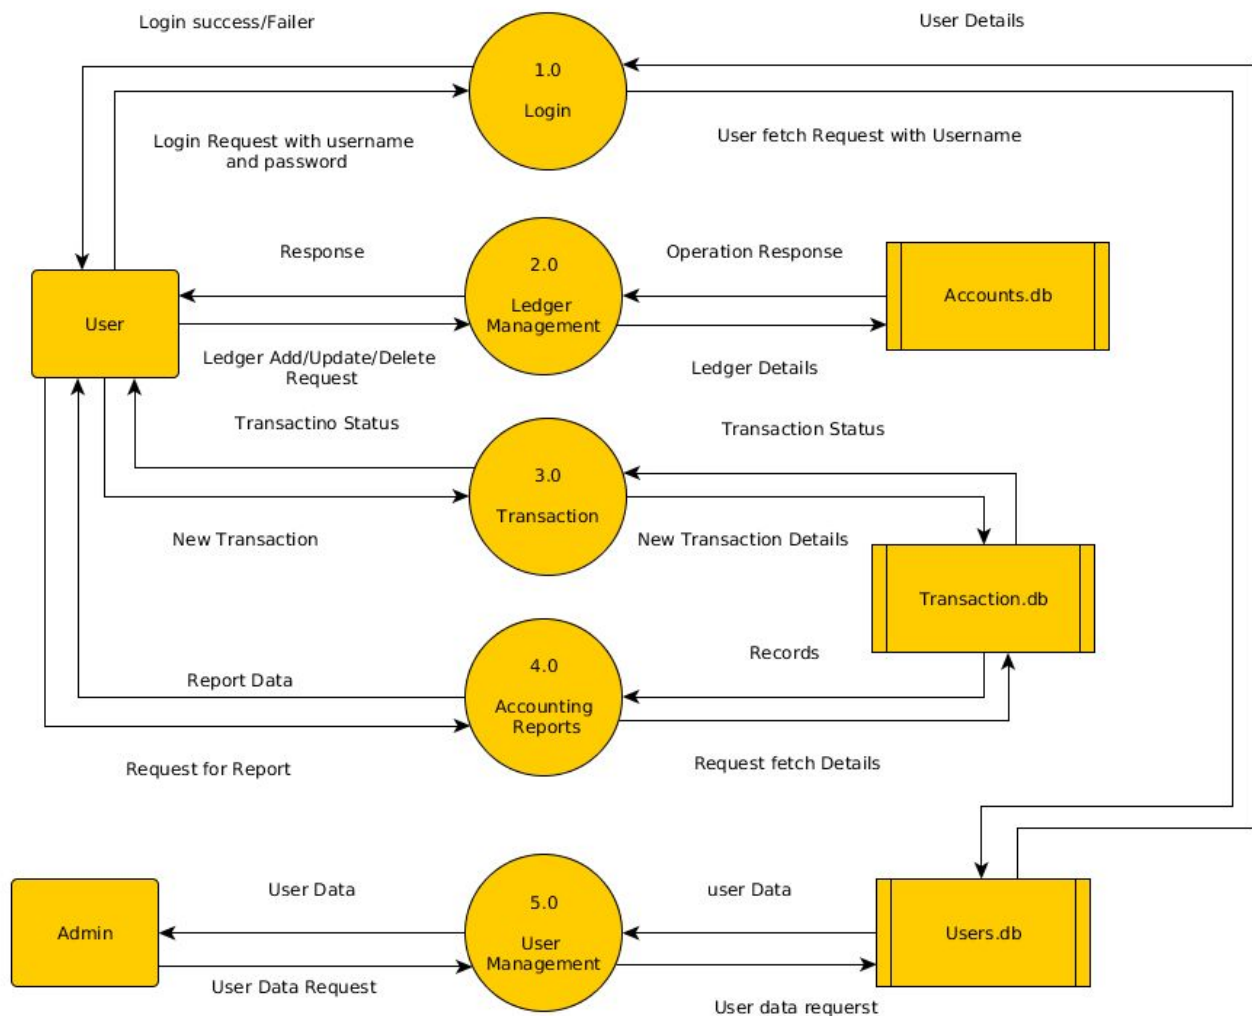 Login success/Failer
User Details
1.0
Login
Login Request with username
and password
User fetch Request with Username
Response
2.0
Ledger
Management
Operation Response
Accounts.db
User
Ledger Add/Update/Delete
Request
Ledger Details
Transactino Status
Transaction Status
3.0
Transaction
New Transaction
New Transaction Details
Transaction.db
Records
4.0
Accounting
Reports
Report Data
Request for Report
Request fetch Details
User Data
5.0
User
Management
user Data
Admin
Users.db
User Data Request
User data requerst